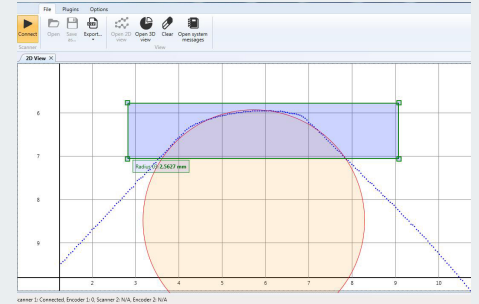 File Plugins Options
Connect Open Save as... Export... Open 2D view Open 3D view Clear Open system messages
Scanner View
2D View ×
6
7
Radius 2,5627 mm
8
9
2 3 4 5 6 7 8 9 10
canner 1: Connected, Encoder 1: 0, Scanner 2: N/A, Encoder 2: N/A